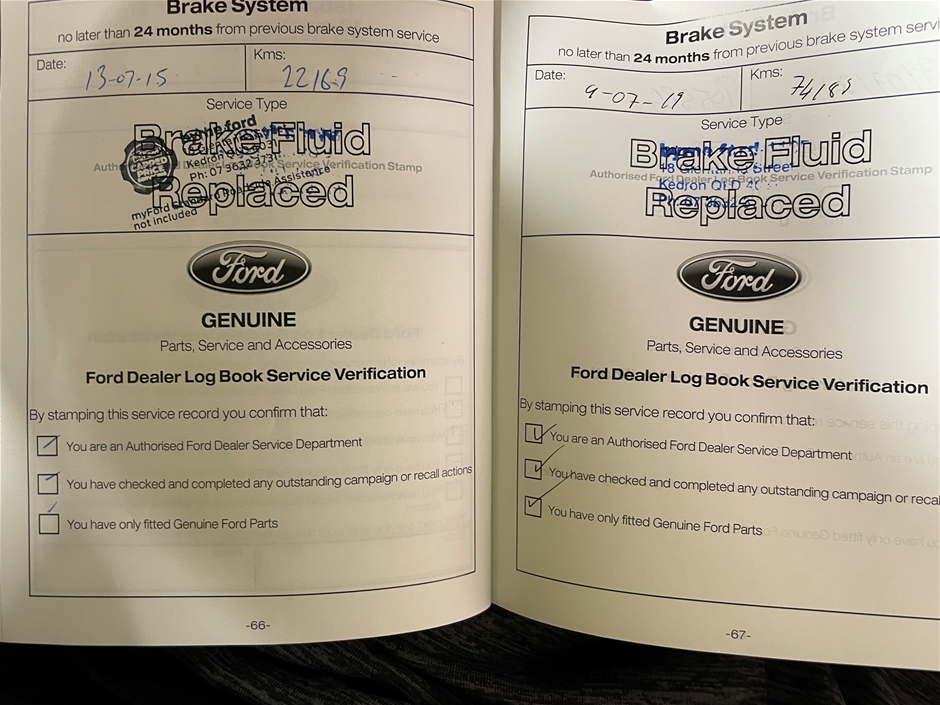 Brake System
no later than 24 months from previous brake system service
Date: 13-07-15
Kms: 22169
Service Type
Brake Fluid
Replaced
Authorised Ford Dealer Log Book Service Verification Stamp
Kedron
Ph: 07 3632 3731
myFord Standard Roadside Assistance
not included
Ford
GENUINE
Parts, Service and Accessories
Ford Dealer Log Book Service Verification
By stamping this service record you confirm that:
You are an Authorised Ford Dealer Service Department
You have checked and completed any outstanding campaign or recall actions
You have only fitted Genuine Ford Parts
-66-
Brake System
no later than 24 months from previous brake system servi
Date: 9-07-19
Kms: 74189
Service Type
Brake Fluid
Replaced
Authorised Ford Dealer Log Book Service Verification Stamp
Street
Kedron QLD
Ford
GENUINE
Parts, Service and Accessories
Ford Dealer Log Book Service Verification
By stamping this service record you confirm that:
You are an Authorised Ford Dealer Service Department
You have checked and completed any outstanding campaign or recal
You have only fitted Genuine Ford Parts
-67-